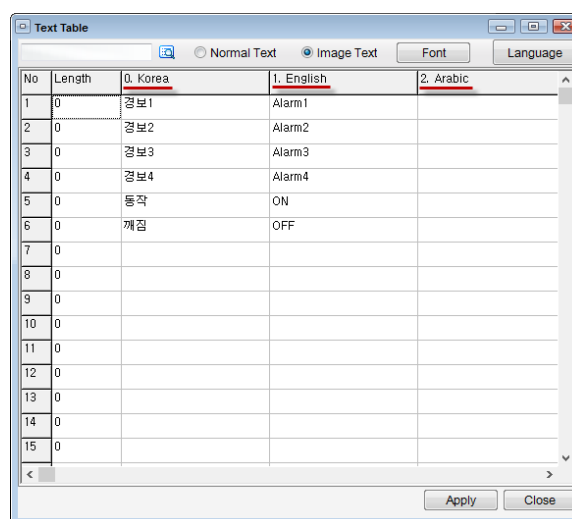 Text Table
Normal Text Image Text Font Language
No Length 0. Korea 1. English 2. Arabic
1 0 경보1 Alarm1
2 0 경보2 Alarm2
3 0 경보3 Alarm3
4 0 경보4 Alarm4
5 0 동작 ON
6 0 깨짐 OFF
7 0
8 0
9 0
10 0
11 0
12 0
13 0
14 0
15 0
Apply Close